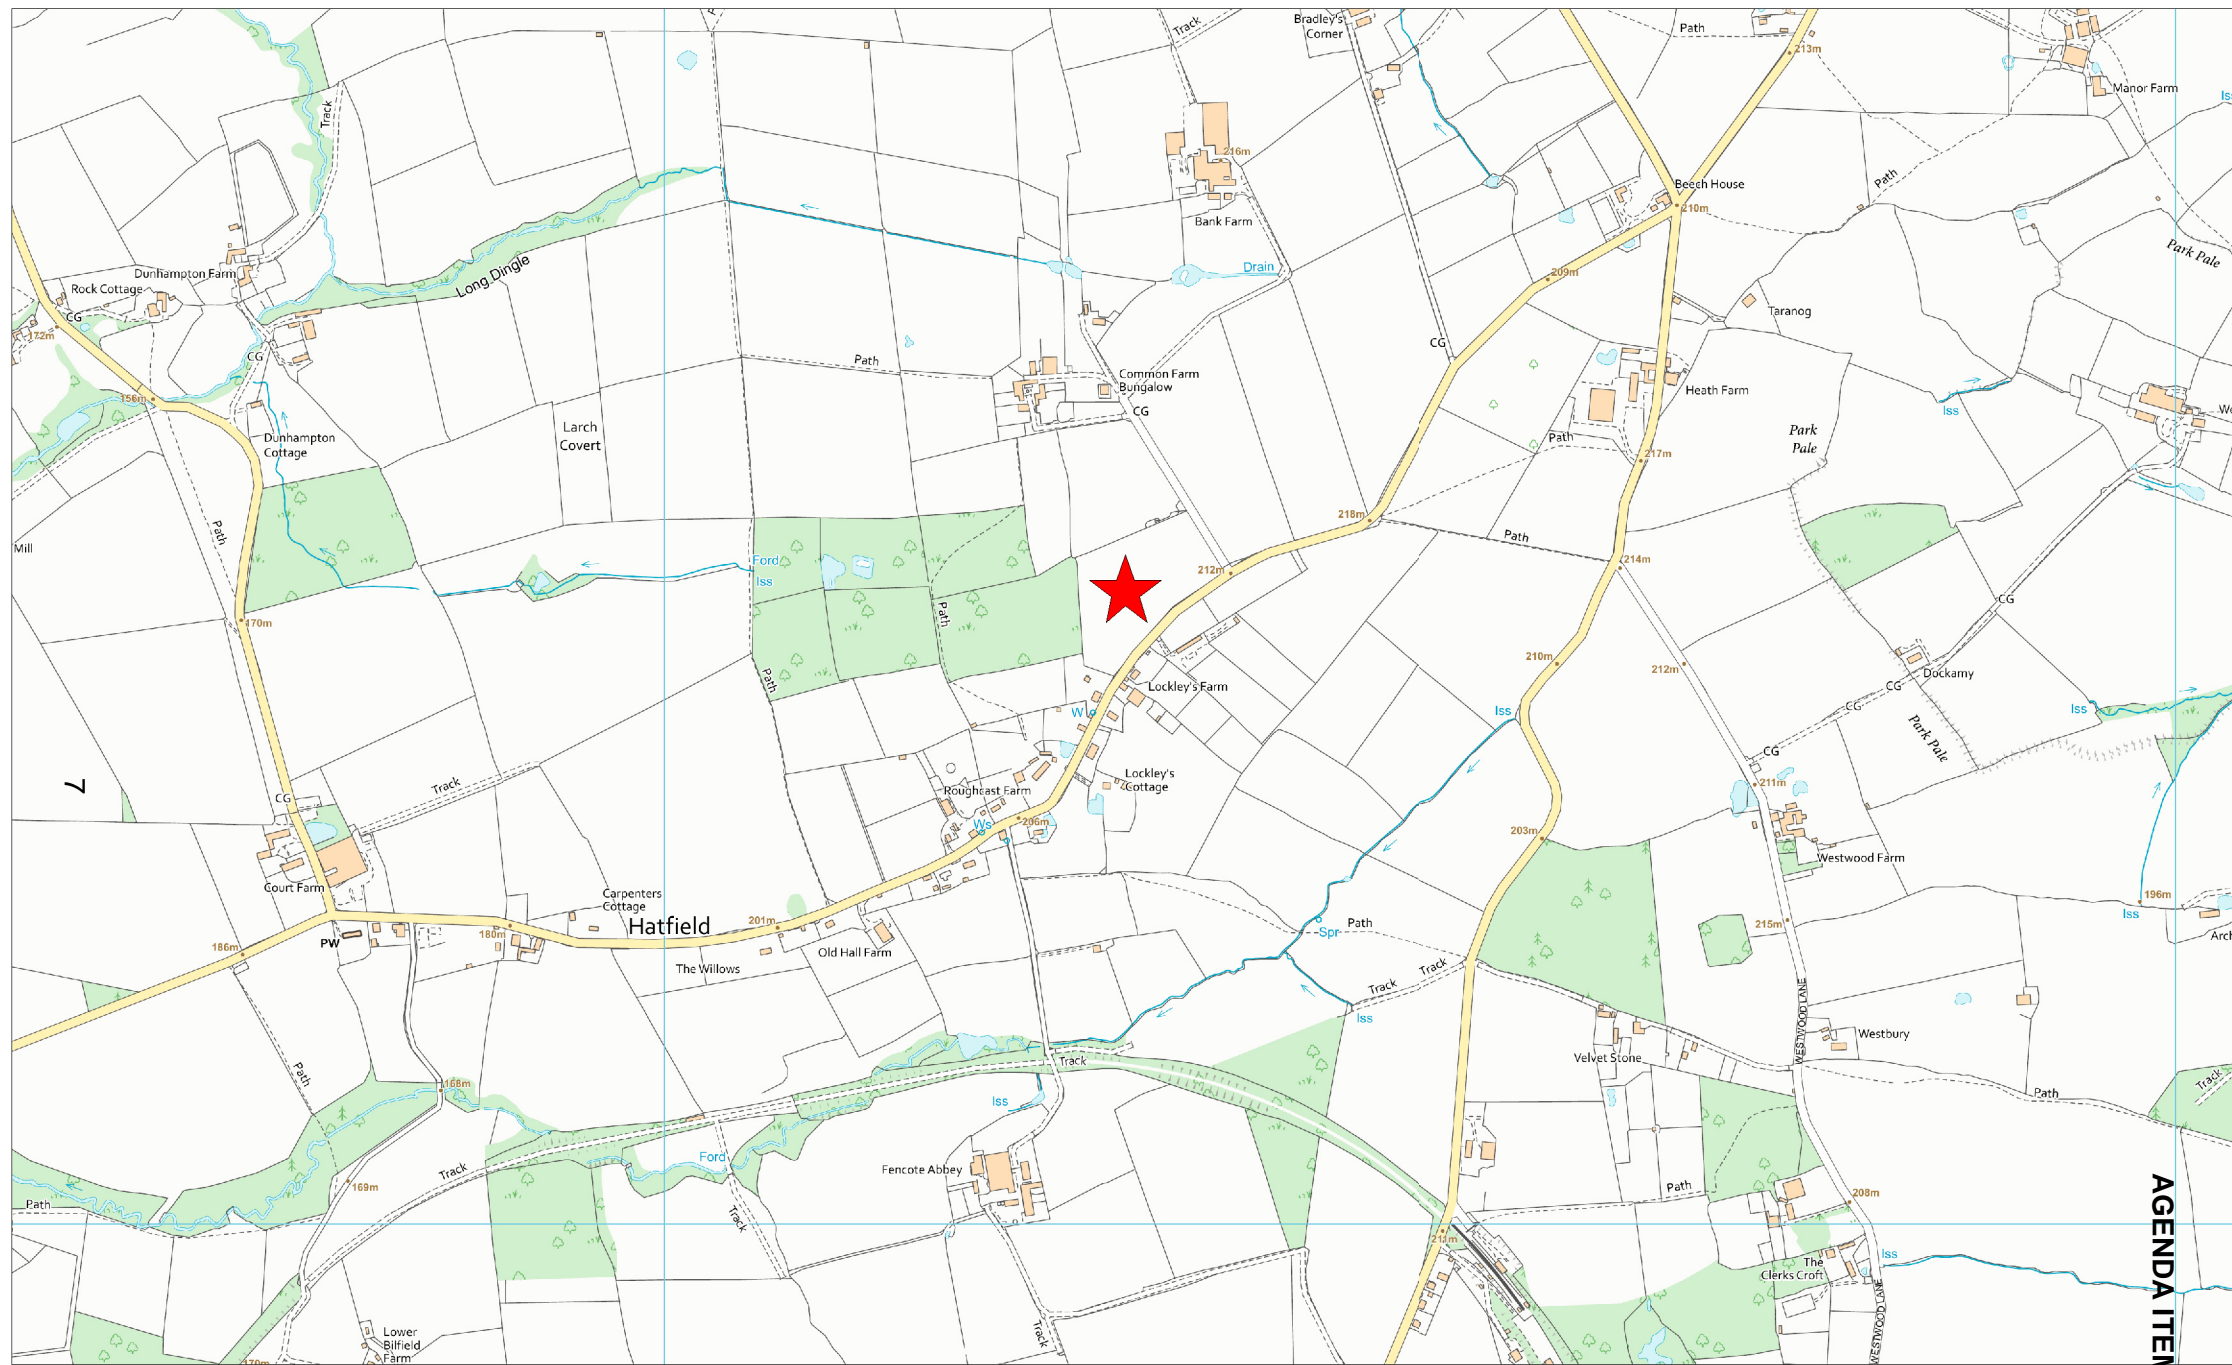 Bradley's
Corner
Track
Path
213m
Manor Farm
Track
216m
Bank Farm
Beech House
210m
Path
Park Pale
Drain
209m
Dunhampton Farm
Long Dingle
Rock Cottage
CG
172m
CG
Taranog
CG
Path
Common Farm
Bungalow
CG
Heath Farm
Iss
156m
Dunhampton
Cottage
Larch
Covert
Park
Pale
Path
217m
Path
218m
Path
Mill
Ford
Iss
212m
214m
CG
Path
170m
Path
210m
212m
Dockamy
CG
Lockley's Farm
W
Iss
CG
Iss
Park Pale
CG
7
Track
CG
Lockley's
Cottage
211m
Roughcast Farm
Ws
206m
203m
Westwood Farm
Court Farm
Carpenters
Cottage
196m
Iss
Hatfield
201m
180m
PW
186m
Old Hall Farm
The Willows
Spr
Path
215m
Track
Track
Iss
WESTWOOD LANE
Westbury
Velvet Stone
Track
Path
168m
Iss
Path
Track
Ford
Fencote Abbey
Track
169m
Path
Path
208m
Track
211m
Iss
The
Clerks Croft
WESTWOOD LANE
AGENDA ITEM
Track
Lower
Bilfield
Farm
170m